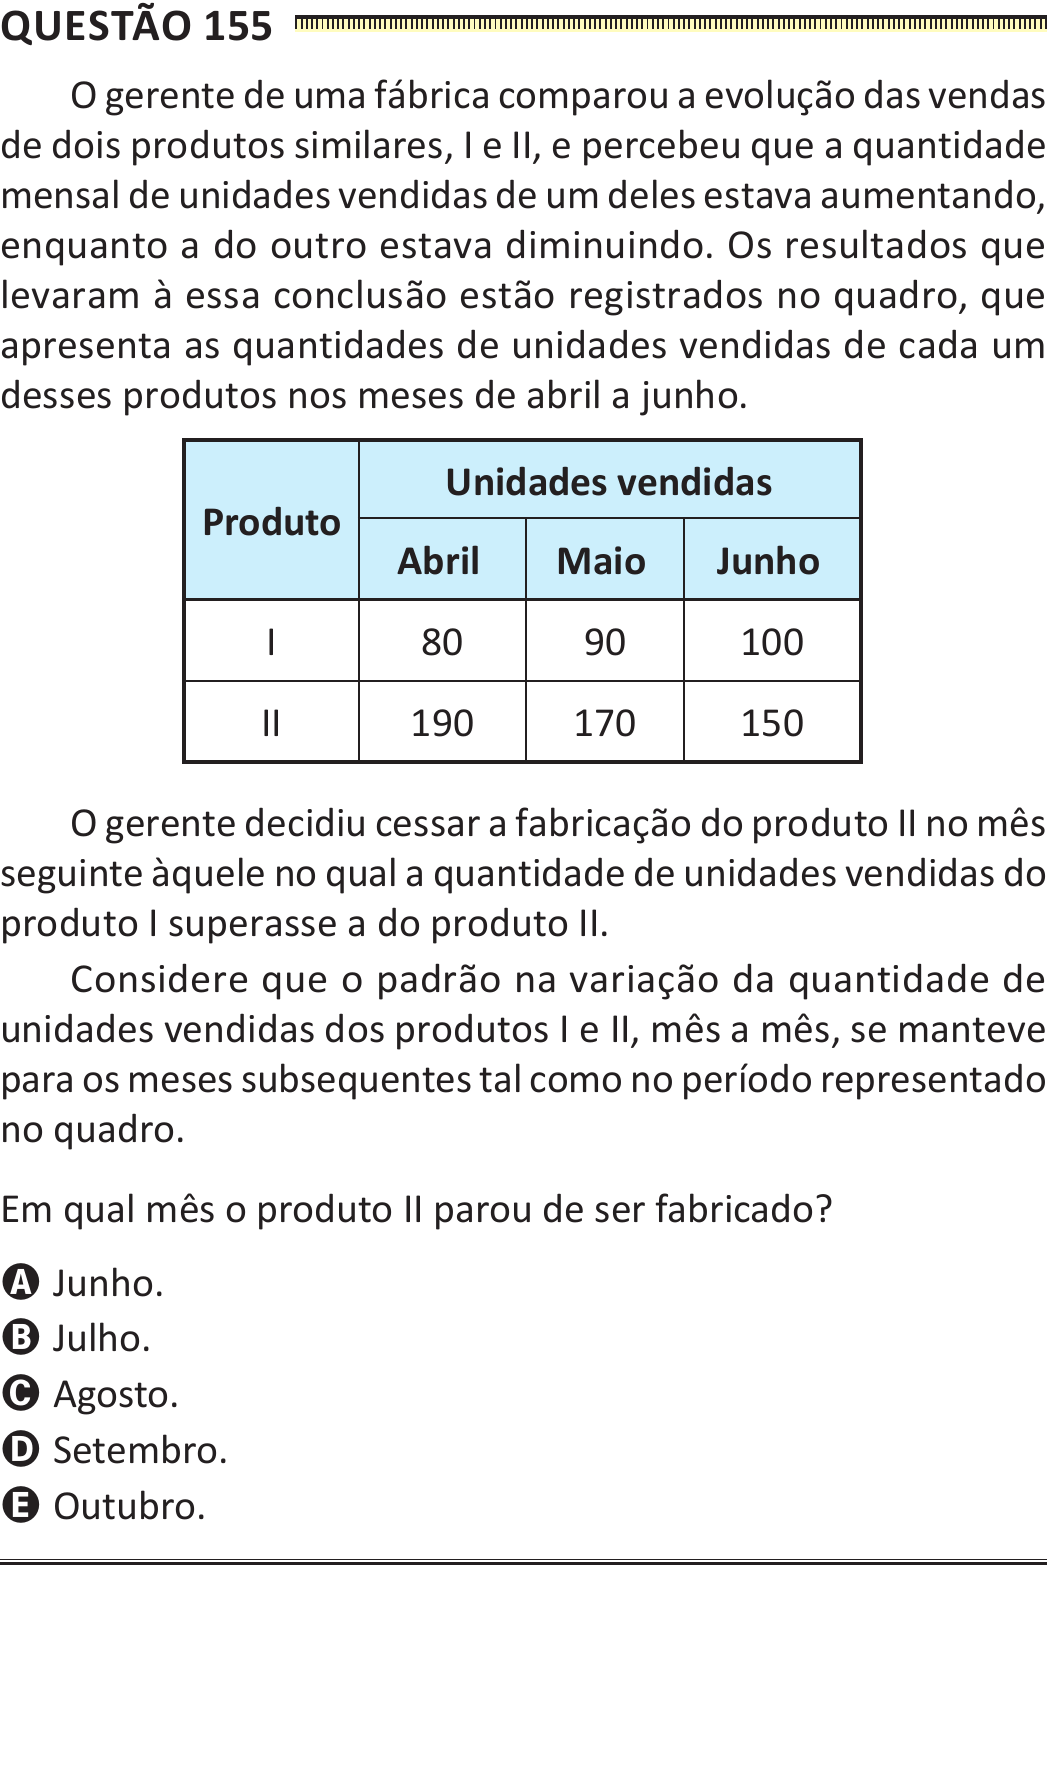 QUESTÃO 155
O gerente de uma fábrica comparou a evolução das vendas
de dois produtos similares, I e II, e percebeu que a quantidade
mensal de unidades vendidas de um deles estava aumentando,
enquanto a do outro estava diminuindo. Os resultados que
levaram à essa conclusão estão registrados no quadro, que
apresenta as quantidades de unidades vendidas de cada um
desses produtos nos meses de abril a junho.
Produto
Unidades vendidas
Abril Maio Junho
I 80 90 100
II 190 170 150
O gerente decidiu cessar a fabricação do produto II no mês
seguinte àquele no qual a quantidade de unidades vendidas do
produto I superasse a do produto II.
Considere que o padrão na variação da quantidade de
unidades vendidas dos produtos I e II, mês a mês, se manteve
para os meses subsequentes tal como no período representado
no quadro.
Em qual mês o produto II parou de ser fabricado?
A Junho.
B Julho.
C Agosto.
D Setembro.
E Outubro.